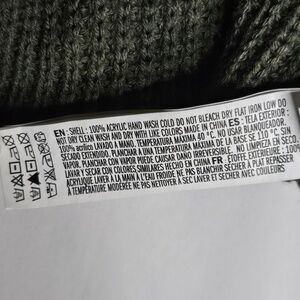 EN : SHELL : 100% ACRYLIC HAND WASH COLD DO NOT BLEACH DRY FLAT IRON LOW DO
NOT DRY CLEAN WASH AND DRY WITH LIKE COLORS MADE IN CHINA ES : TELA EXTERIOR :
100% acrílico LAVADO A MANO. TEMPERATURA MÁXIMA 40 °C. NO USAR BLANQUEADOR.
SECADO EXTENDIDO. PLANCHAR A UNA TEMPERATURA MÁXIMA DE SE 110 °C. SIN
VAPOR. PLANCHAR CON VAPOR PUEDE CAUSAR DAÑO IRREVERSIBLE. NO LIMPIEZA EN SECO
LAVAR Y SECAR CON COLORES SIMILARES HECHO EN CHINA FR : ÉTOFFE EXTÉRIEURE : 100%
ACRYLIQUE LAVER À LA MAIN À L'EAU FROIDE NE PAS BLANCHIR SÉCHER À PLAT REPASSER
À TEMPÉRATURE MODÉRÉE NE PAS NETTOYER À SEC LAVER ET SÉCHER AVEC COULEURS